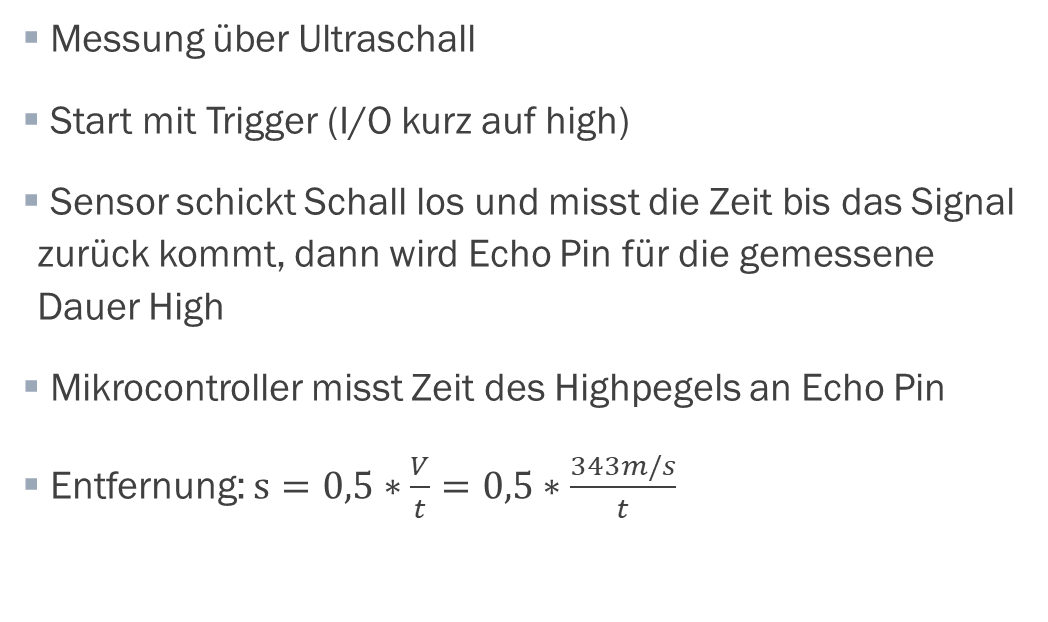 ▪ Messung über Ultraschall
▪ Start mit Trigger (I/O kurz auf high)
▪ Sensor schickt Schall los und misst die Zeit bis das Signal
zurück kommt, dann wird Echo Pin für die gemessene
Dauer High
▪ Mikrocontroller misst Zeit des Highpegels an Echo Pin
▪ Entfernung: s = 0,5 * V/t = 0,5 * 343m/s / t